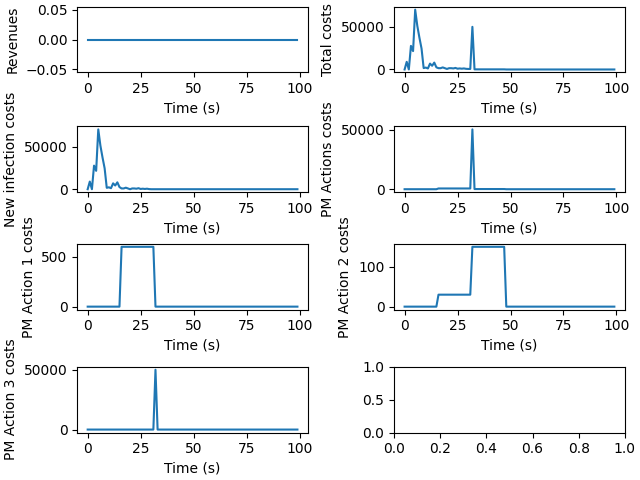 Revenues
0.05
0.00
−0.05
0 25 50 75 100
Time (s)
Total costs
50000
0
0 25 50 75 100
Time (s)
New infection costs
50000
0
0 25 50 75 100
Time (s)
PM Actions costs
50000
0
0 25 50 75 100
Time (s)
PM Action 1 costs
500
0
0 25 50 75 100
Time (s)
PM Action 2 costs
100
0
0 25 50 75 100
Time (s)
PM Action 3 costs
50000
0
0 25 50 75 100
Time (s)
1.0
0.5
0.0
0.0 0.2 0.4 0.6 0.8 1.0